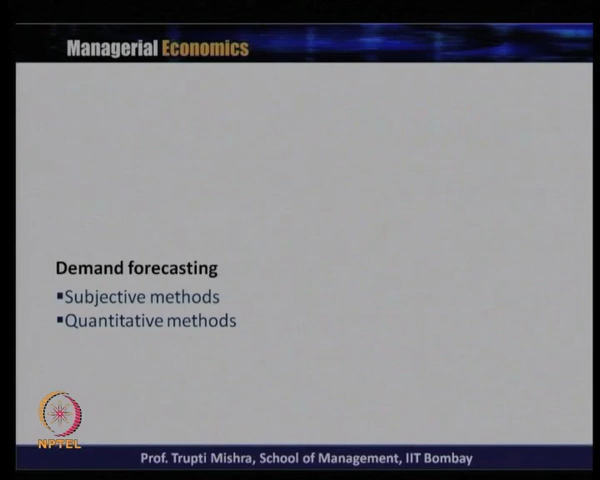 Managerial Economics
Demand forecasting
▪Subjective methods
▪Quantitative methods
NPTEL
Prof. Trupti Mishra, School of Management, IIT Bombay